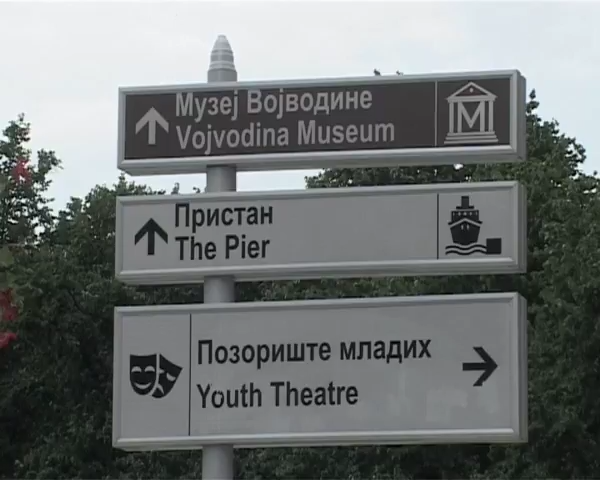 Музеј Војводине
Vojvodina Museum
M
Пристан
The Pier
Позориште младих
Youth Theatre